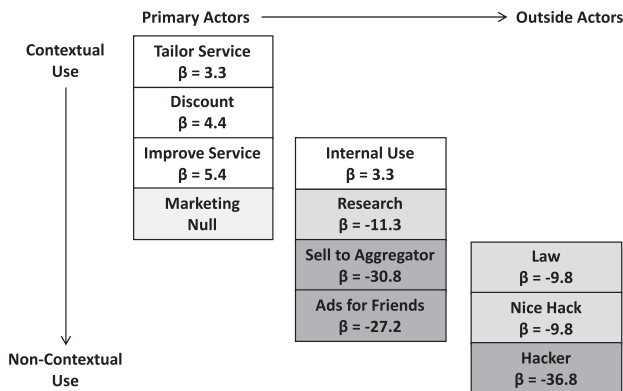 Primary Actors
Outside Actors
Contextual
Use
Tailor Service
β = 3.3
Discount
β = 4.4
Improve Service
β = 5.4
Marketing
Null
Internal Use
β = 3.3
Research
β = -11.3
Sell to Aggregator
β = -30.8
Ads for Friends
β = -27.2
Law
β = -9.8
Nice Hack
β = -9.8
Hacker
β = -36.8
Non-Contextual
Use